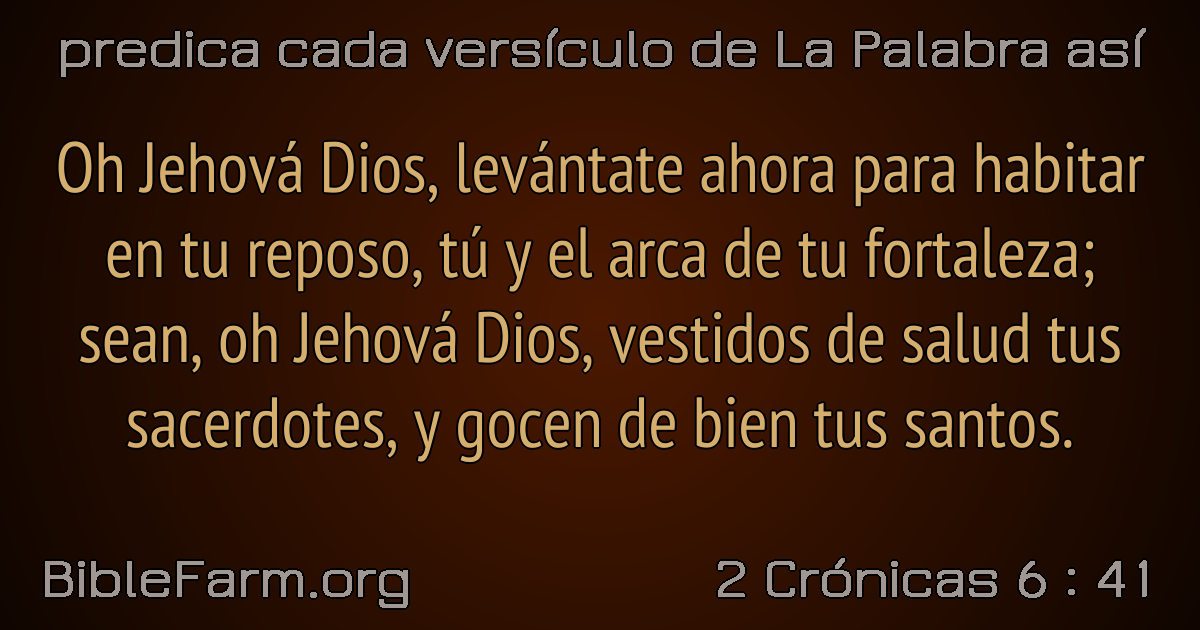 predica cada versículo de La Palabra así
Oh Jehová Dios, levántate ahora para habitar
en tu reposo, tú y el arca de tu fortaleza;
sean, oh Jehová Dios, vestidos de salud tus
sacerdotes, y gocen de bien tus santos.
BibleFarm.org
2 Crónicas 6 : 41